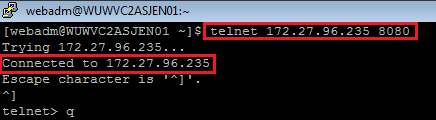 webadm@WUWVC2ASJEN01:~
[webadm@WUWVC2ASJEN01 ~]$ telnet 172.27.96.235 8080
Trying 172.27.96.235...
Connected to 172.27.96.235
Escape character is '^]'.
^]
telnet> q